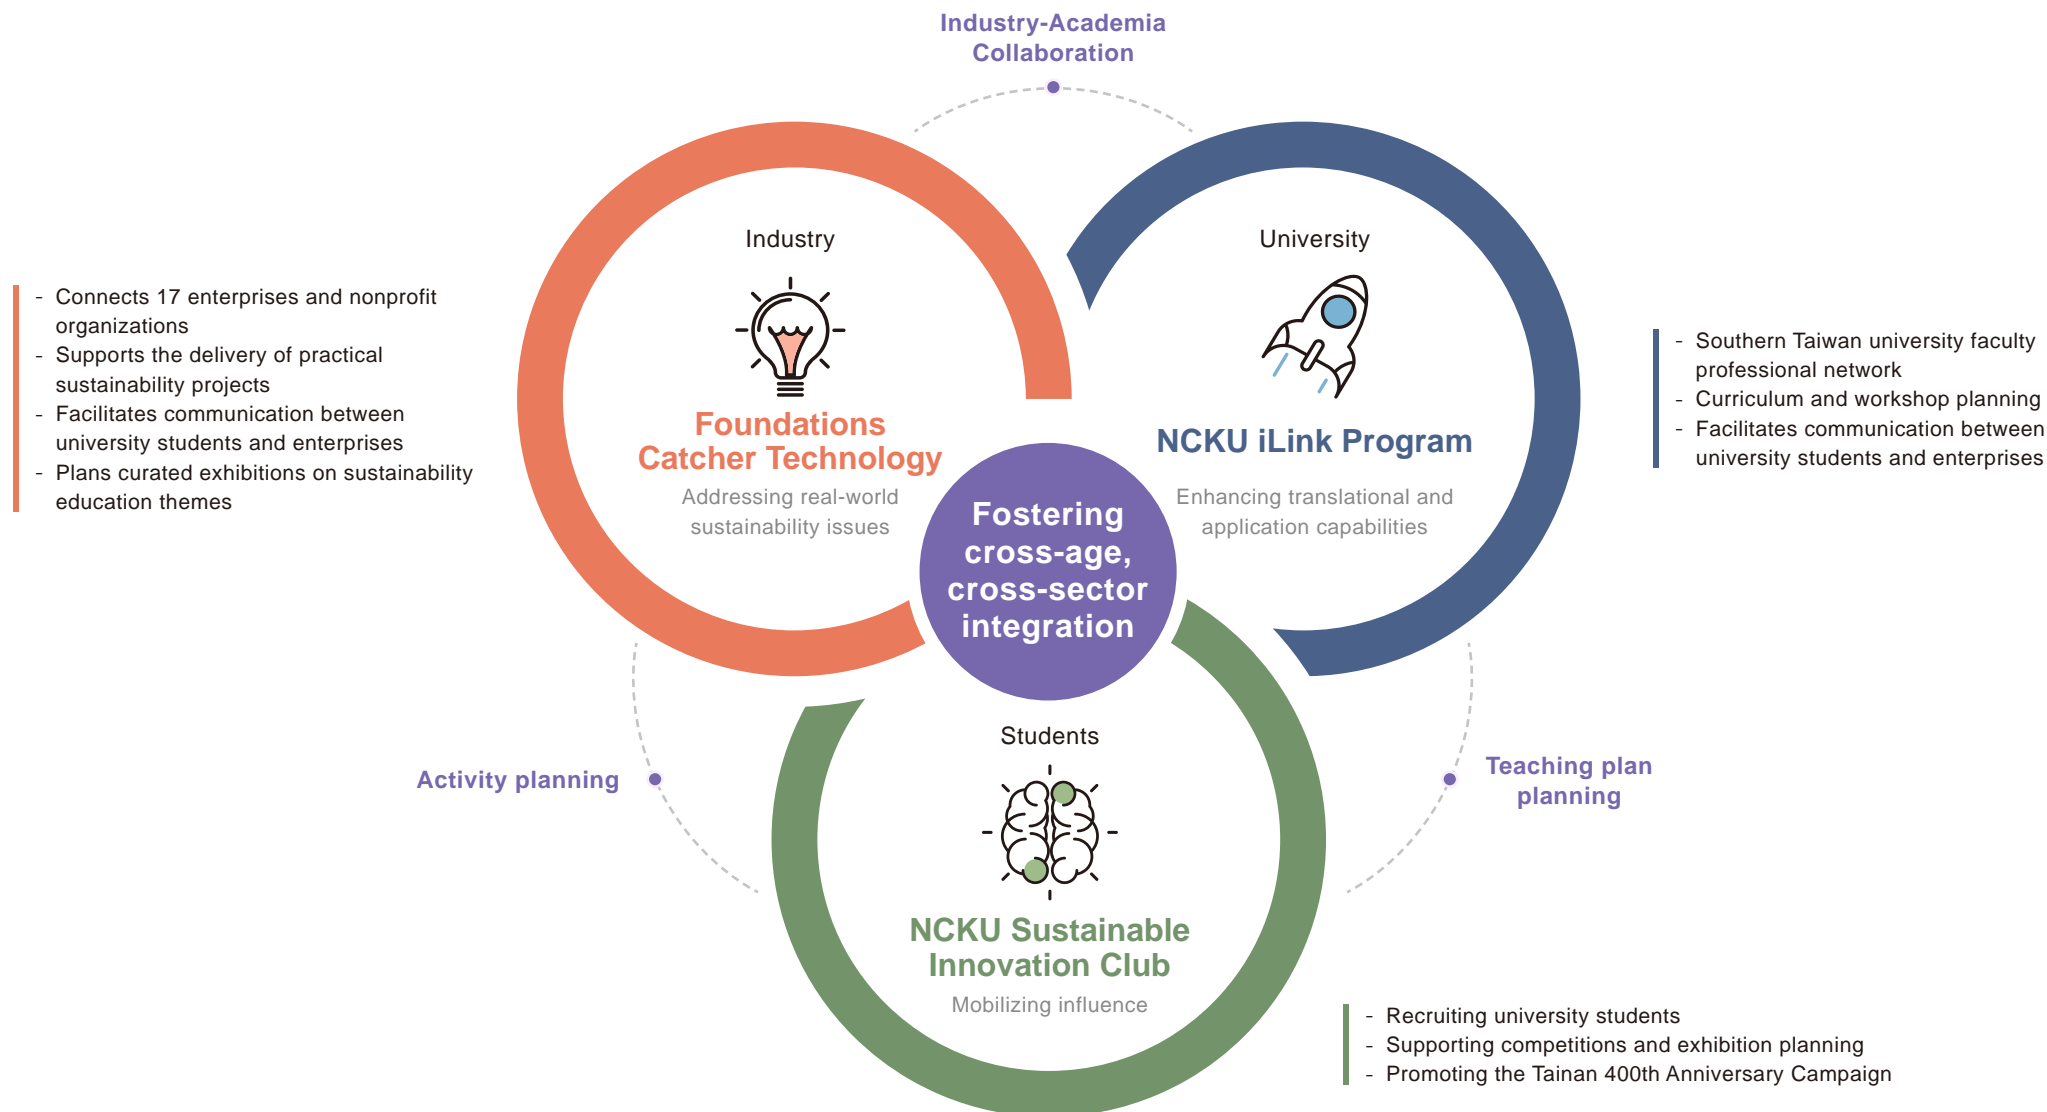 Industry-Academia
Collaboration
Industry
University
- Connects 17 enterprises and nonprofit
organizations
- Supports the delivery of practical
sustainability projects
- Facilitates communication between
university students and enterprises
- Plans curated exhibitions on sustainability
education themes
Foundations
Catcher Technology
Addressing real-world
sustainability issues
NCKU iLink Program
Enhancing translational and
application capabilities
- Southern Taiwan university faculty
professional network
- Curriculum and workshop planning
- Facilitates communication between
university students and enterprises
Fostering
cross-age,
cross-sector
integration
Activity planning
Teaching plan
planning
Students
NCKU Sustainable
Innovation Club
Mobilizing influence
- Recruiting university students
- Supporting competitions and exhibition planning
- Promoting the Tainan 400th Anniversary Campaign